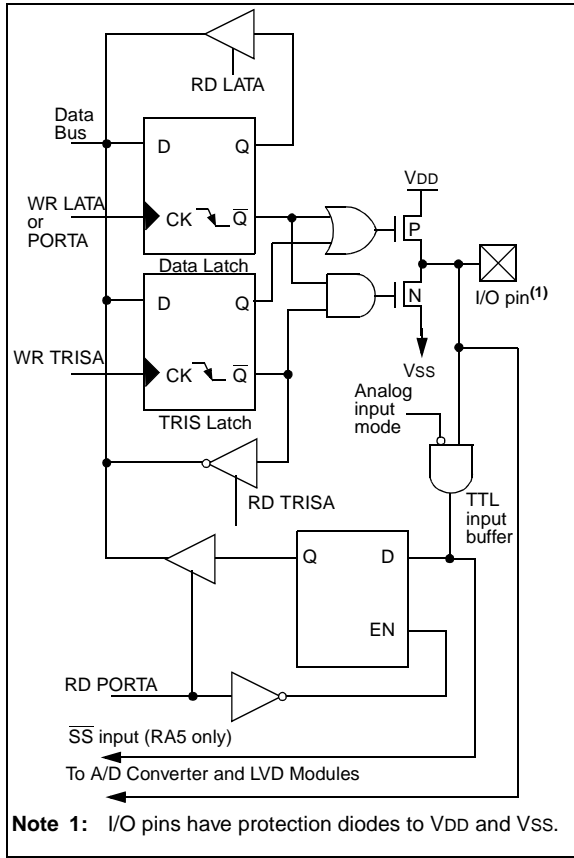 RD LATA
Data
Bus
D Q
VDD
WR LATA
or
PORTA
CK Q
P
Data Latch
D Q
N
I/O pin(1)
WR TRISA
CK Q
VSS
TRIS Latch
Analog
input
mode
RD TRISA
TTL
input
buffer
Q D
EN
RD PORTA
SS input (RA5 only)
To A/D Converter and LVD Modules
Note 1: I/O pins have protection diodes to VDD and VSS.